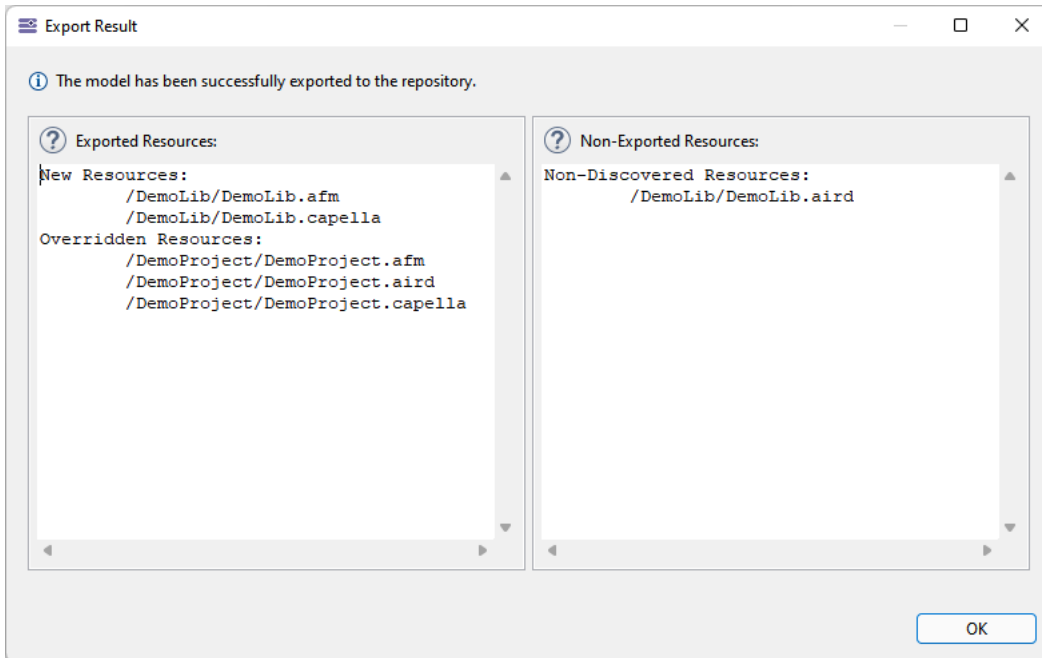 Export Result
The model has been successfully exported to the repository.
Exported Resources:
New Resources:
/DemoLib/DemoLib.afm
/DemoLib/DemoLib.capella
Overridden Resources:
/DemoProject/DemoProject.afm
/DemoProject/DemoProject.aird
/DemoProject/DemoProject.capella
Non-Exported Resources:
Non-Discovered Resources:
/DemoLib/DemoLib.aird
OK